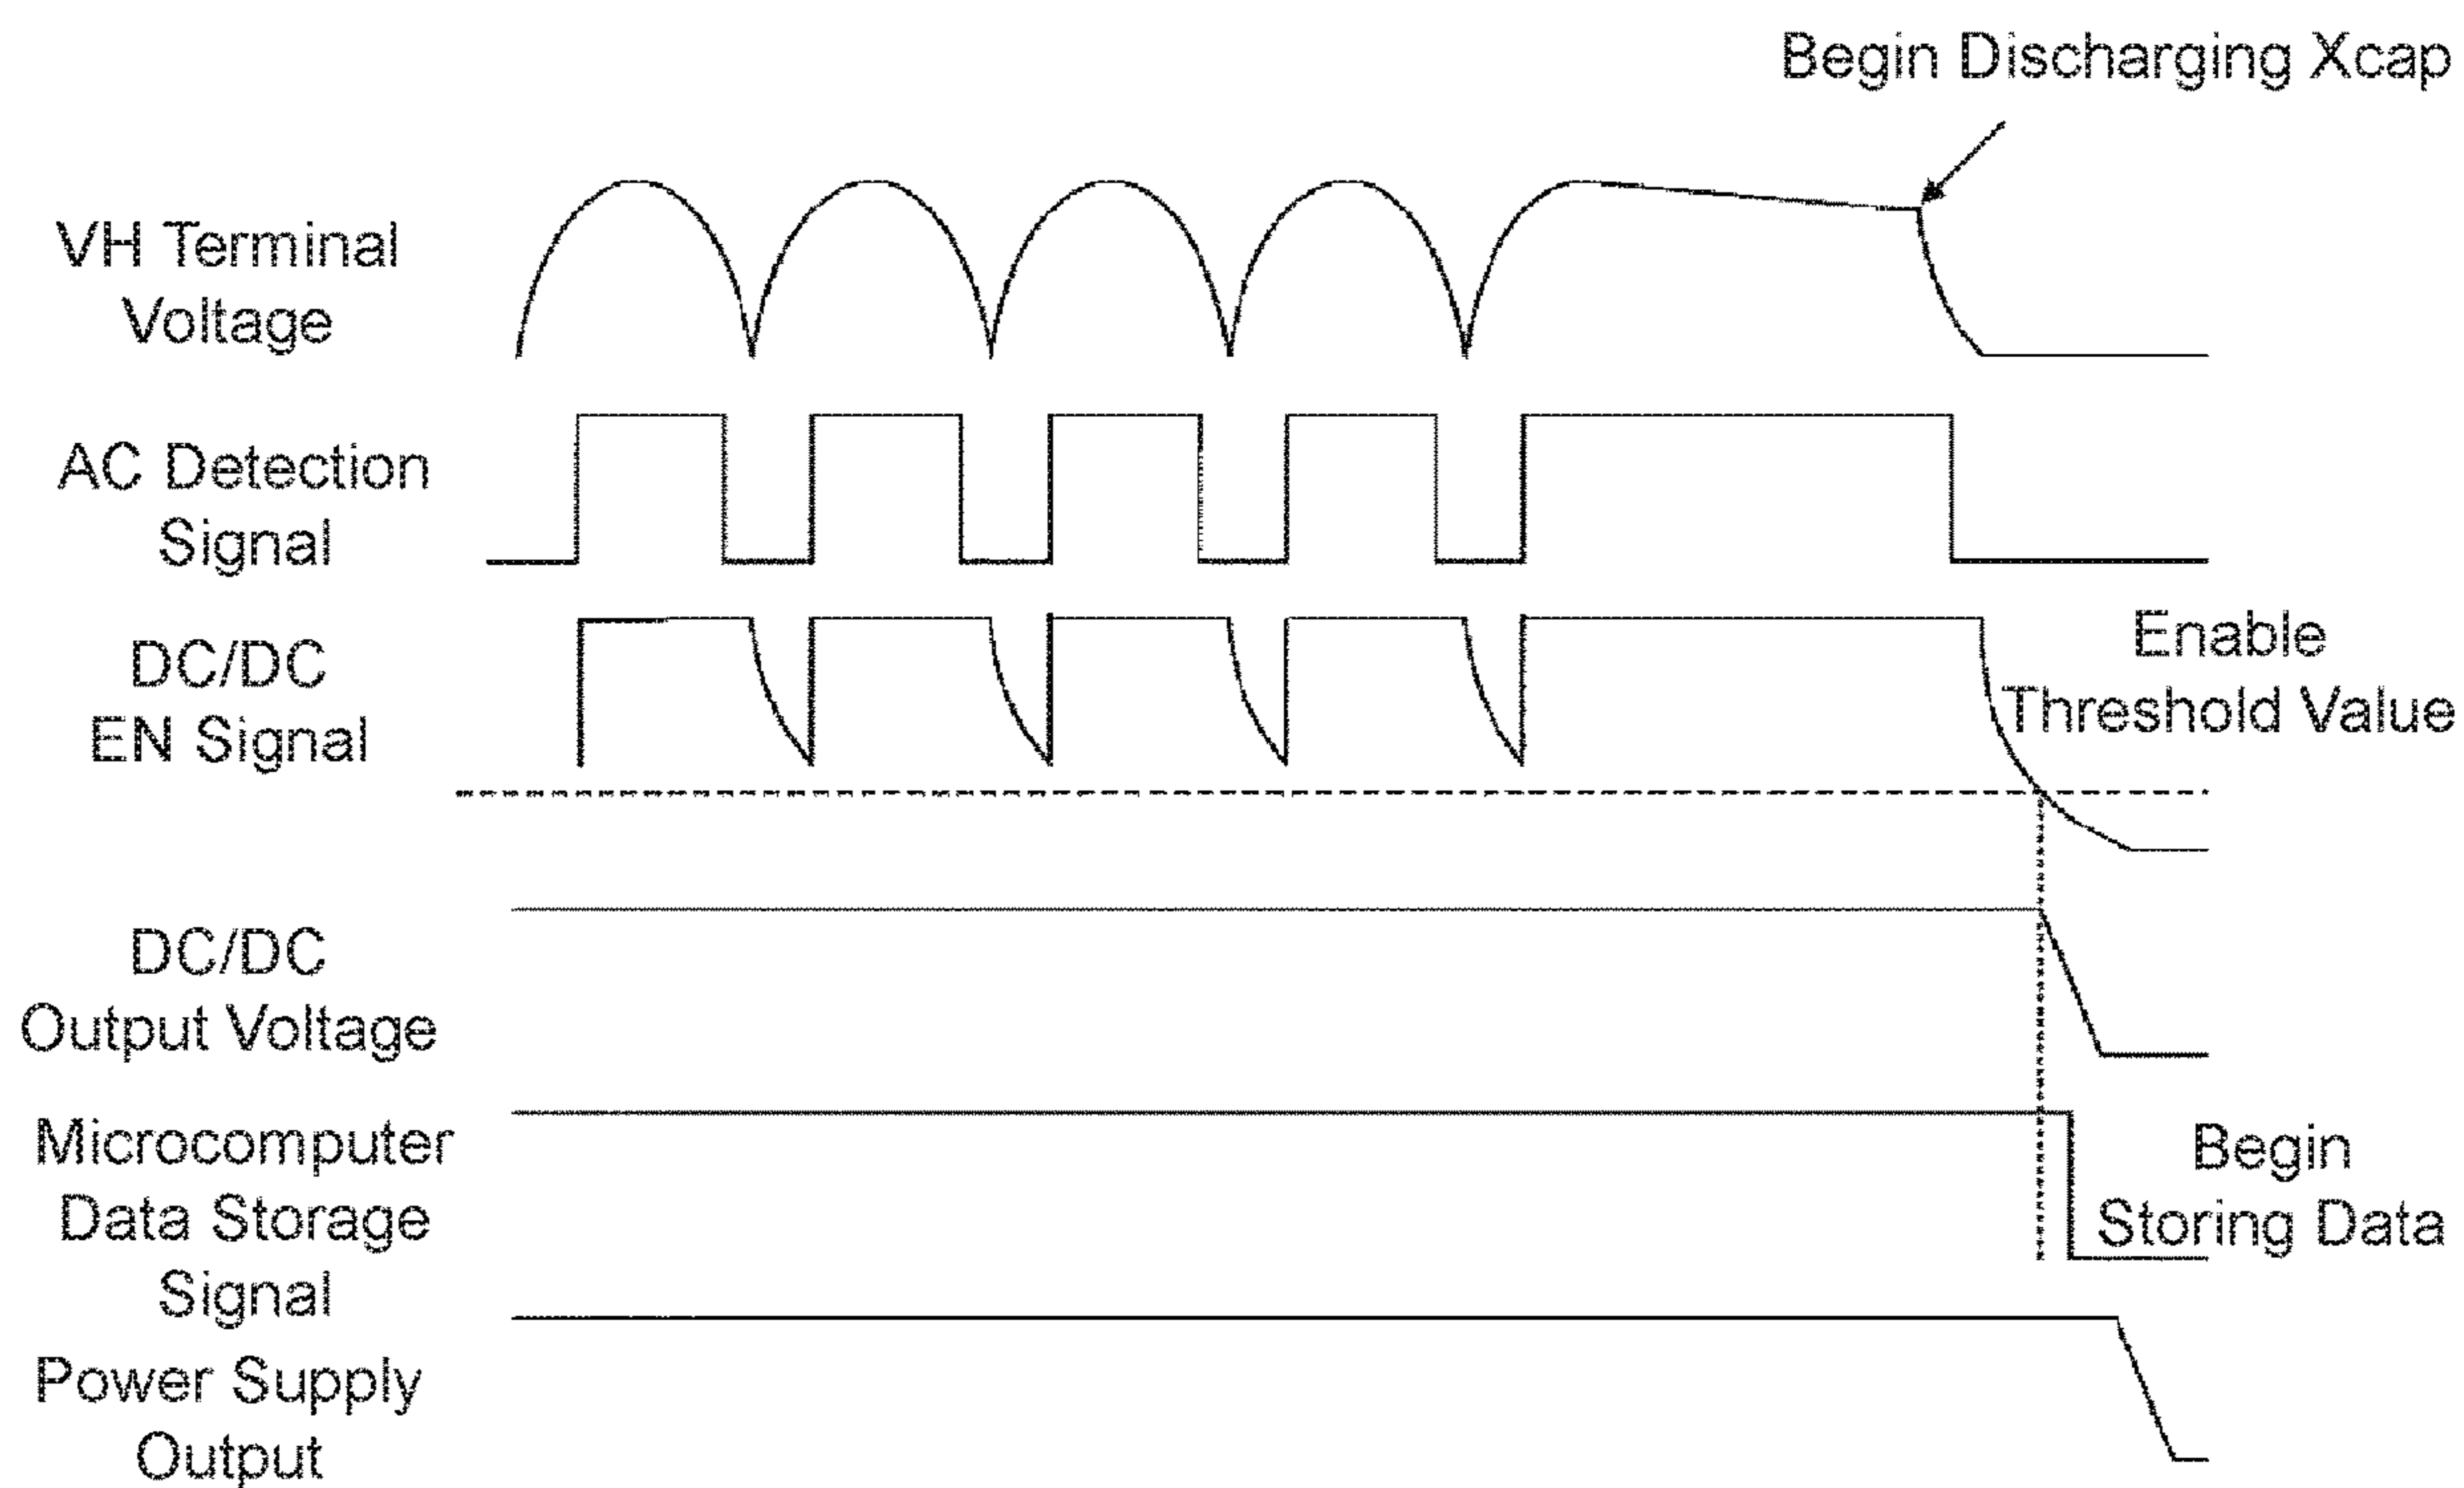 Begin Discharging Xcap
VH Terminal
Voltage
AC Detection
Signal
DC/DC
EN Signal
Enable
Threshold Value
DC/DC
Output Voltage
Microcomputer
Data Storage
Signal
Begin
Storing Data
Power Supply
Output